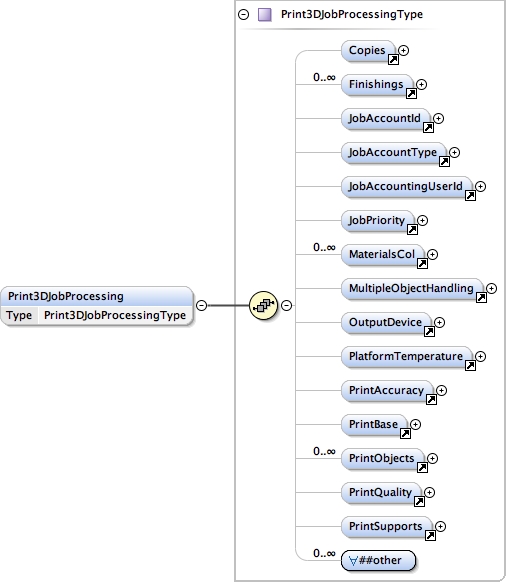 Print3DJobProcessingType
Copies
0..∞
Finishings
JobAccountId
JobAccountType
JobAccountingUserId
JobPriority
0..∞
MaterialsCol
MultipleObjectHandling
Print3DJobProcessing
Type Print3DJobProcessingType
OutputDevice
PlatformTemperature
PrintAccuracy
PrintBase
0..∞
PrintObjects
PrintQuality
PrintSupports
0..∞
∀##other